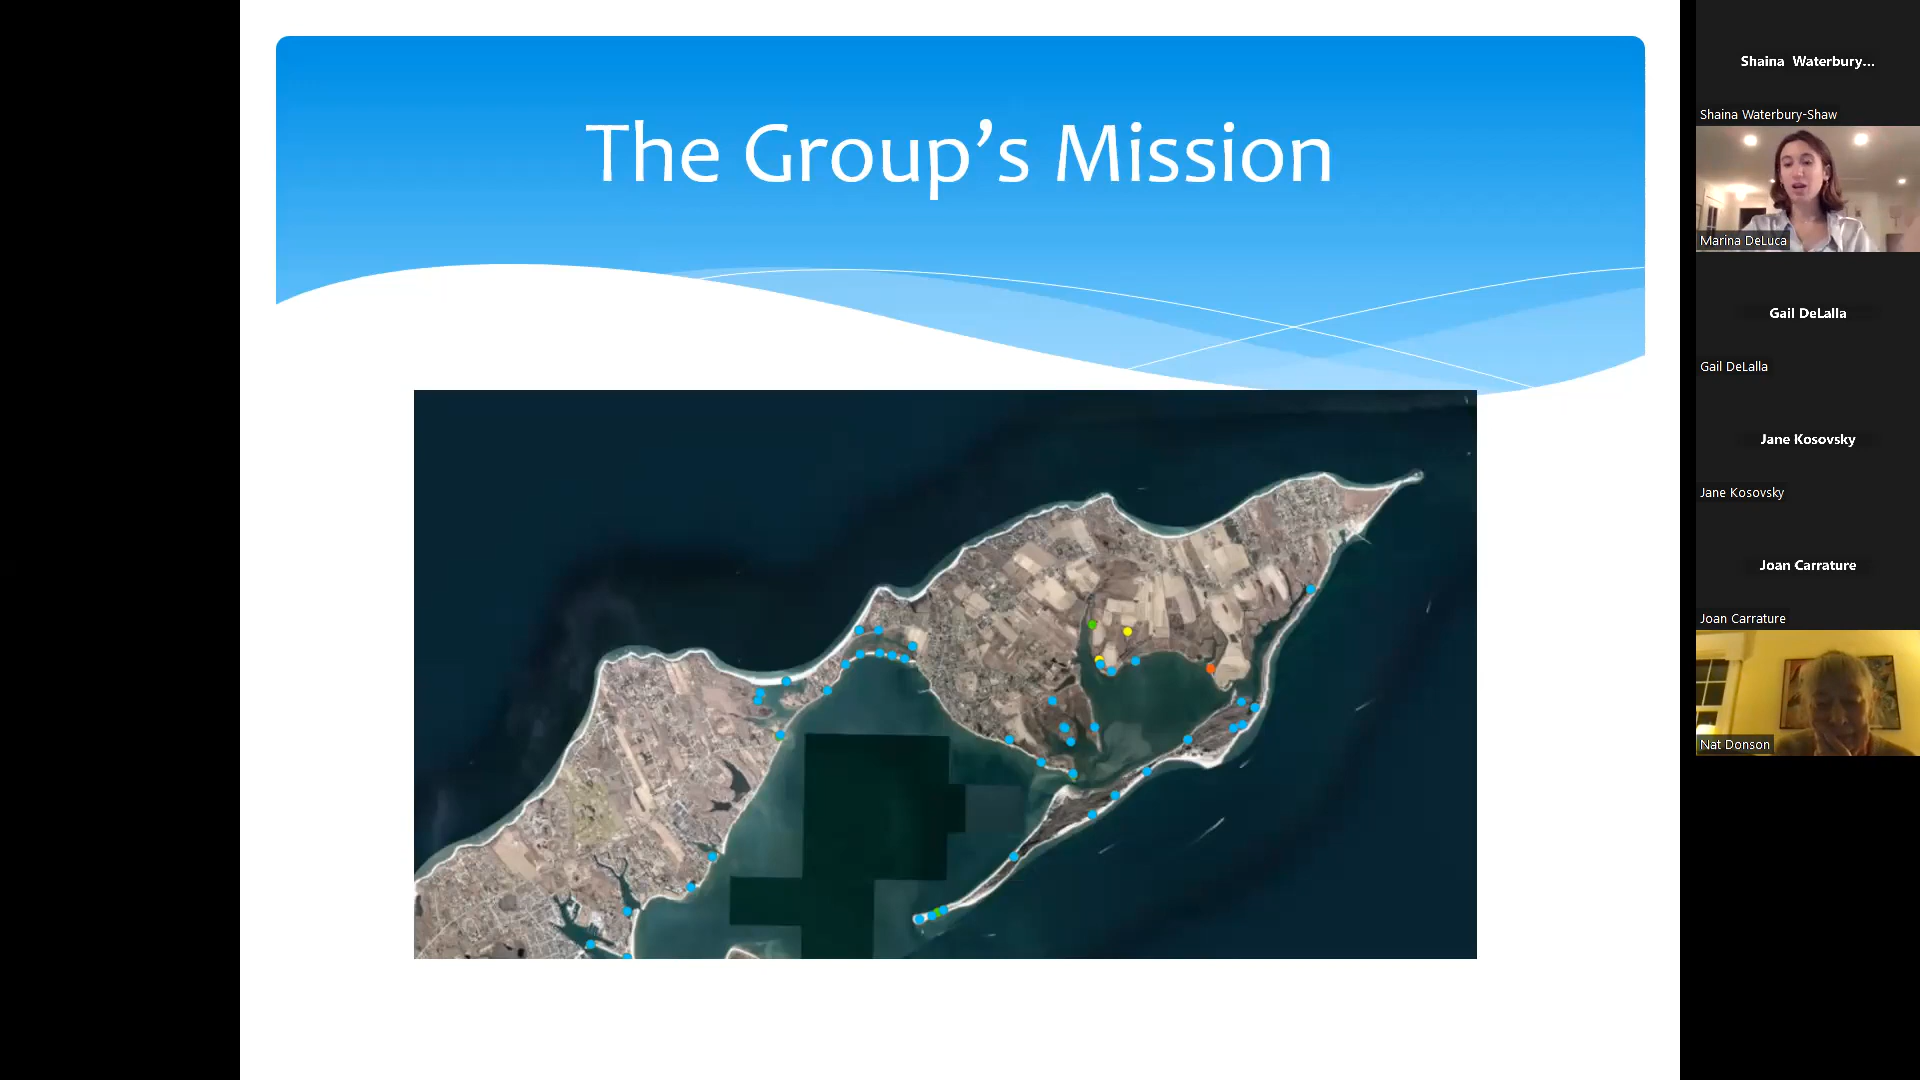 The Group’s Mission
Shaina Waterbury...
Shaina Waterbury-Shaw
Marina DeLuca
Gail DeLalla
Gail DeLalla
Jane Kosovsky
Jane Kosovsky
Joan Carrature
Joan Carrature
Nat Donson